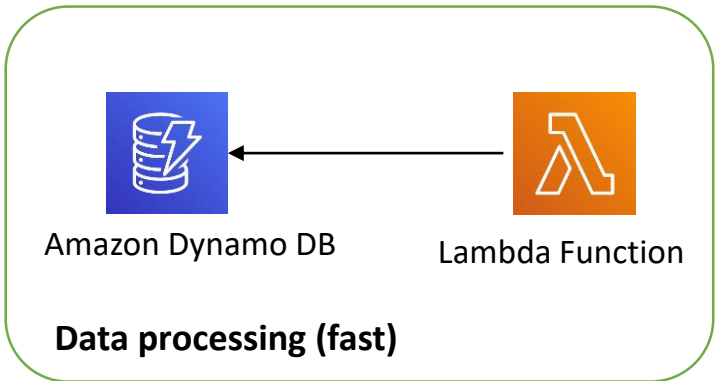 Amazon Dynamo DB
Lambda Function
Data processing (fast)